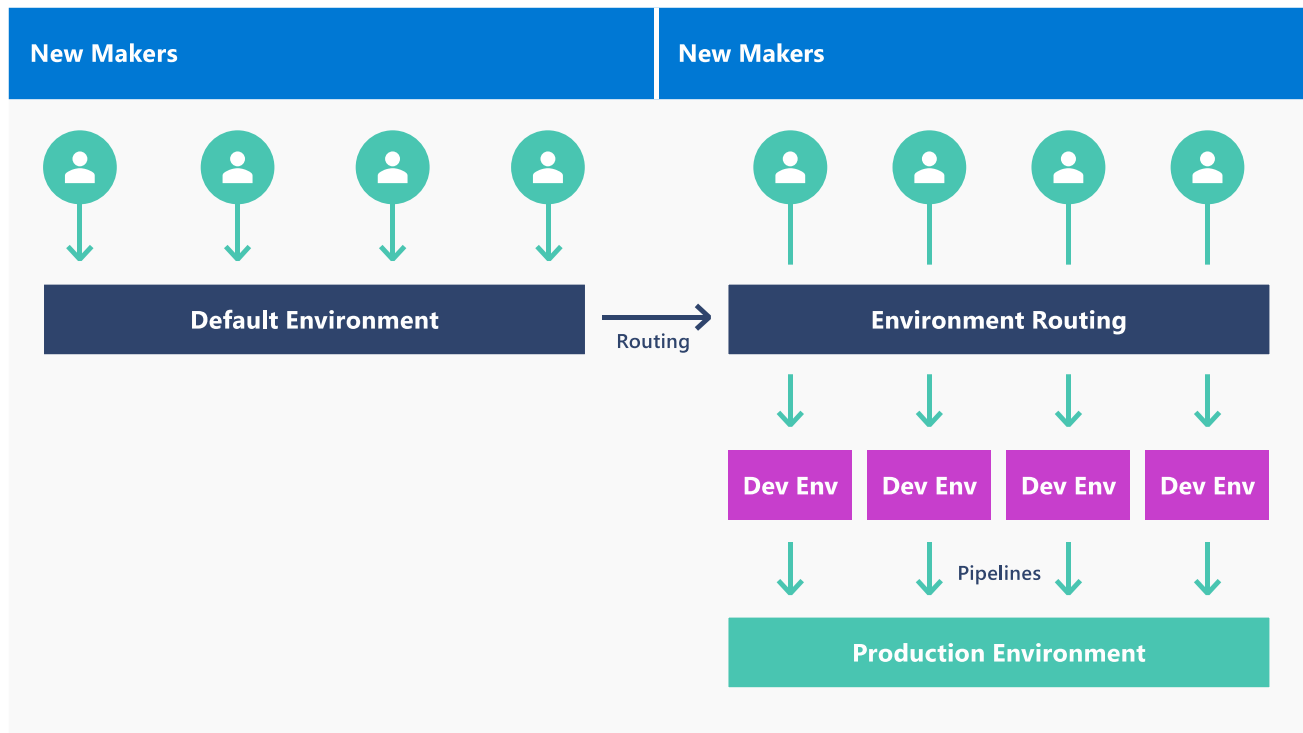 New Makers
New Makers
Default Environment
Routing
Environment Routing
Dev Env
Dev Env
Dev Env
Dev Env
Pipelines
Production Environment